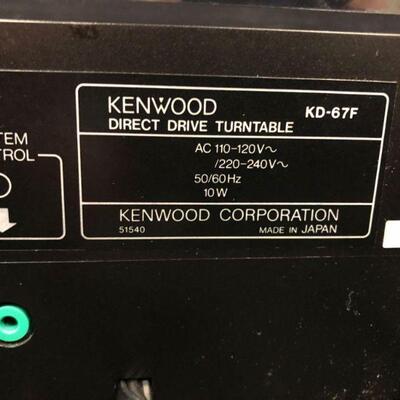 KENWOOD KD-67F
DIRECT DRIVE TURNTABLE
AC 110-120V~
/220-240V~
50/60Hz
10W
KENWOOD CORPORATION
51540 MADE IN JAPAN
TEM
TROL